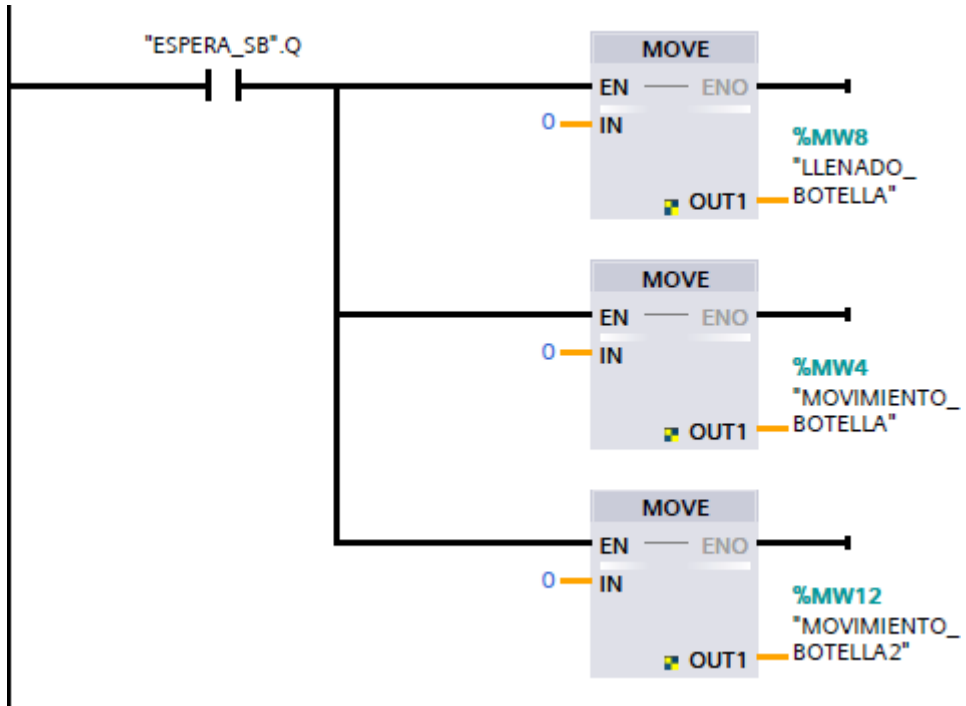 "ESPERA_SB".Q
MOVE
EN
ENO
0
IN
%MW8
"LLENADO_
BOTELLA"
OUT1
MOVE
EN
ENO
0
IN
%MW4
"MOVIMIENTO_
BOTELLA"
OUT1
MOVE
EN
ENO
0
IN
%MW12
"MOVIMIENTO_
BOTELLA2"
OUT1